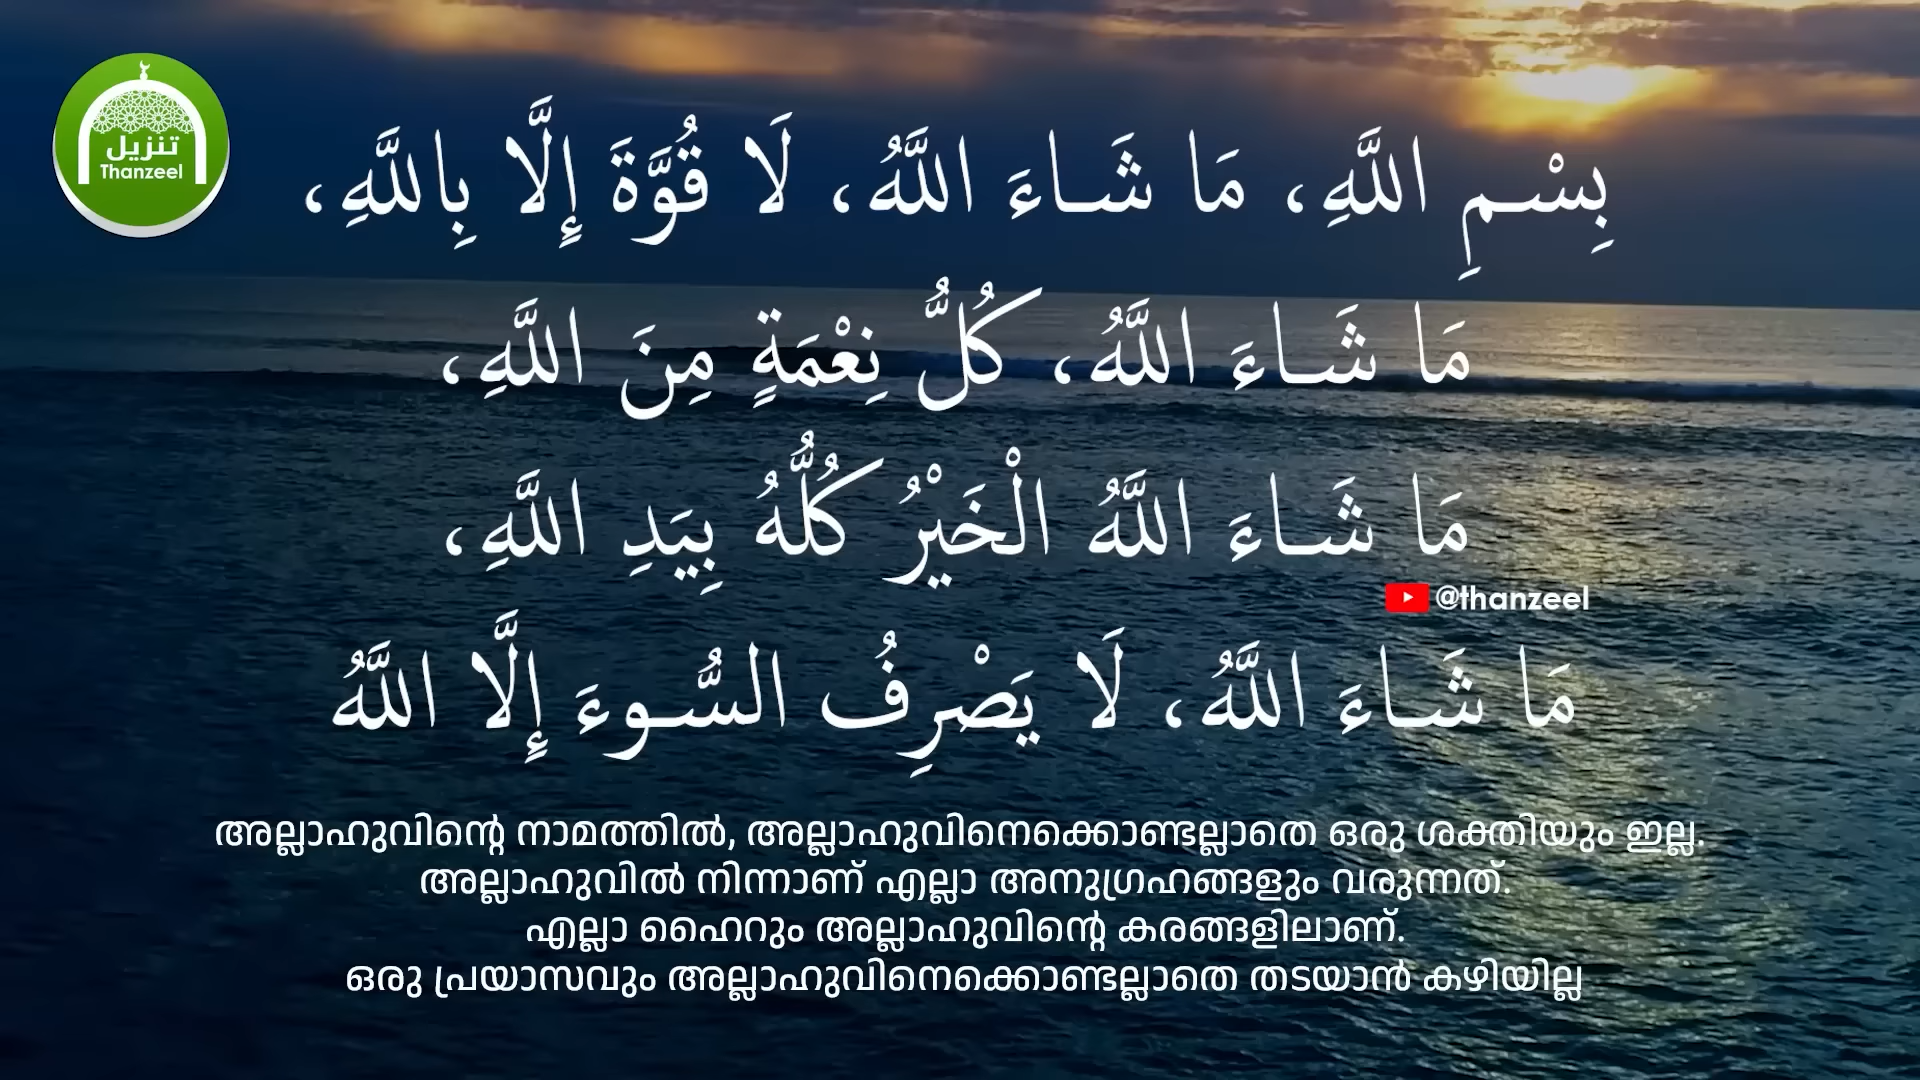 تنزيل
Thanzeel
بِسْمِ اللَّهِ، مَا شَاءَ اللَّهُ، لَا قُوَّةَ إِلَّا بِاللَّهِ،
مَا شَاءَ اللَّهُ، كُلُّ نِعْمَةٍ مِنَ اللَّهِ،
مَا شَاءَ اللَّهُ الْخَيْرُ كُلُّهُ بِيَدِ اللَّهِ،
@thanzeel
مَا شَاءَ اللَّهُ، لَا يَصْرِفُ السُّوءَ إِلَّا اللَّهُ
അല്ലാഹുവിന്റെ നാമത്തിൽ, അല്ലാഹുവിനെക്കൊണ്ടല്ലാതെ ഒരു ശക്തിയും ഇല്ല.
അല്ലാഹുവിൽ നിന്നാണ് എല്ലാ അനുഗ്രഹങ്ങളും വരുന്നത്.
എല്ലാ ഹൈറും അല്ലാഹുവിന്റെ കരങ്ങളിലാണ്.
ഒരു പ്രയാസവും അല്ലാഹുവിനെക്കൊണ്ടല്ലാതെ തടയാൻ കഴിയില്ല